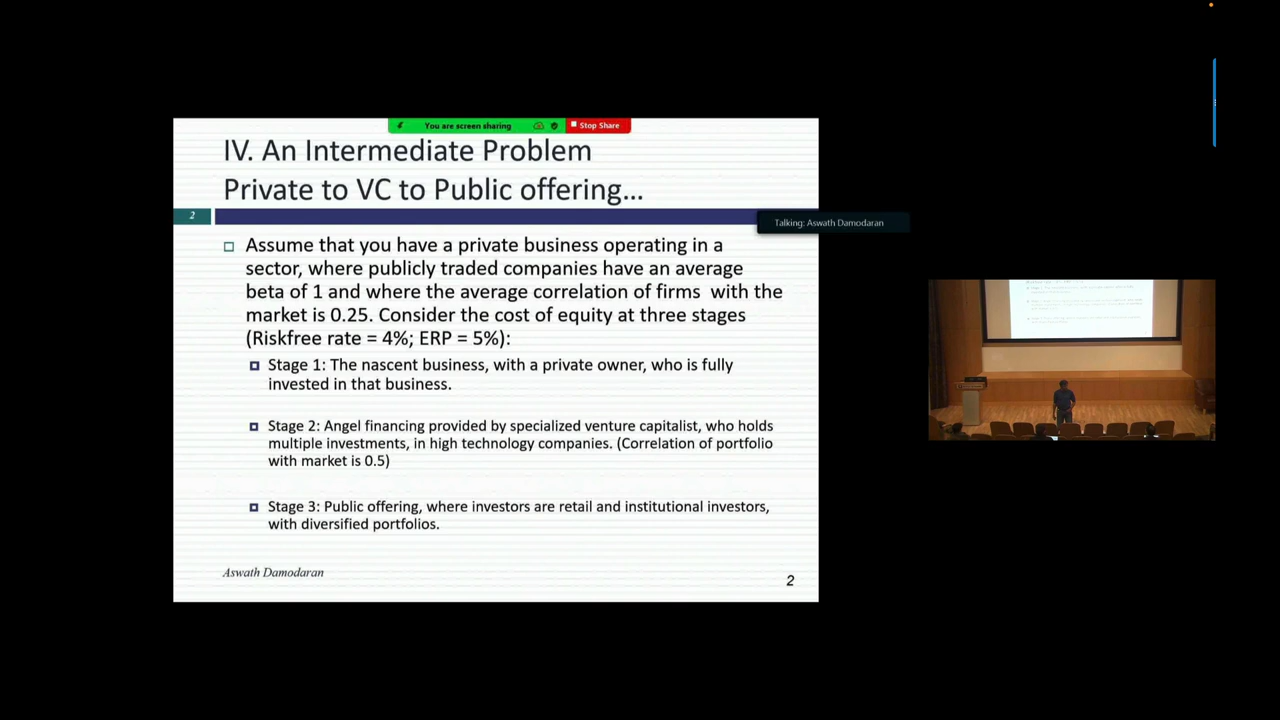 You are screen sharing
Stop Share
IV. An Intermediate Problem
Private to VC to Public offering...
2
Talking: Aswath Damodaran
Assume that you have a private business operating in a
sector, where publicly traded companies have an average
beta of 1 and where the average correlation of firms with the
market is 0.25. Consider the cost of equity at three stages
(Riskfree rate = 4%; ERP = 5%):
Stage 1: The nascent business, with a private owner, who is fully
invested in that business.
Stage 2: Angel financing provided by specialized venture capitalist, who holds
multiple investments, in high technology companies. (Correlation of portfolio
with market is 0.5)
Stage 3: Public offering, where investors are retail and institutional investors,
with diversified portfolios.
Aswath Damodaran
2